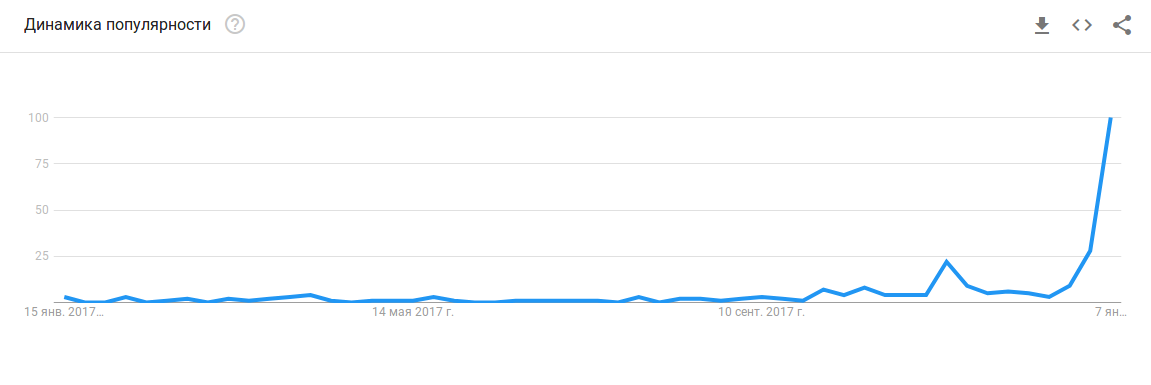 Динамика популярности ?
100
75
50
25
15 янв. 2017…
14 мая 2017 г.
10 сент. 2017 г.
7 ян…